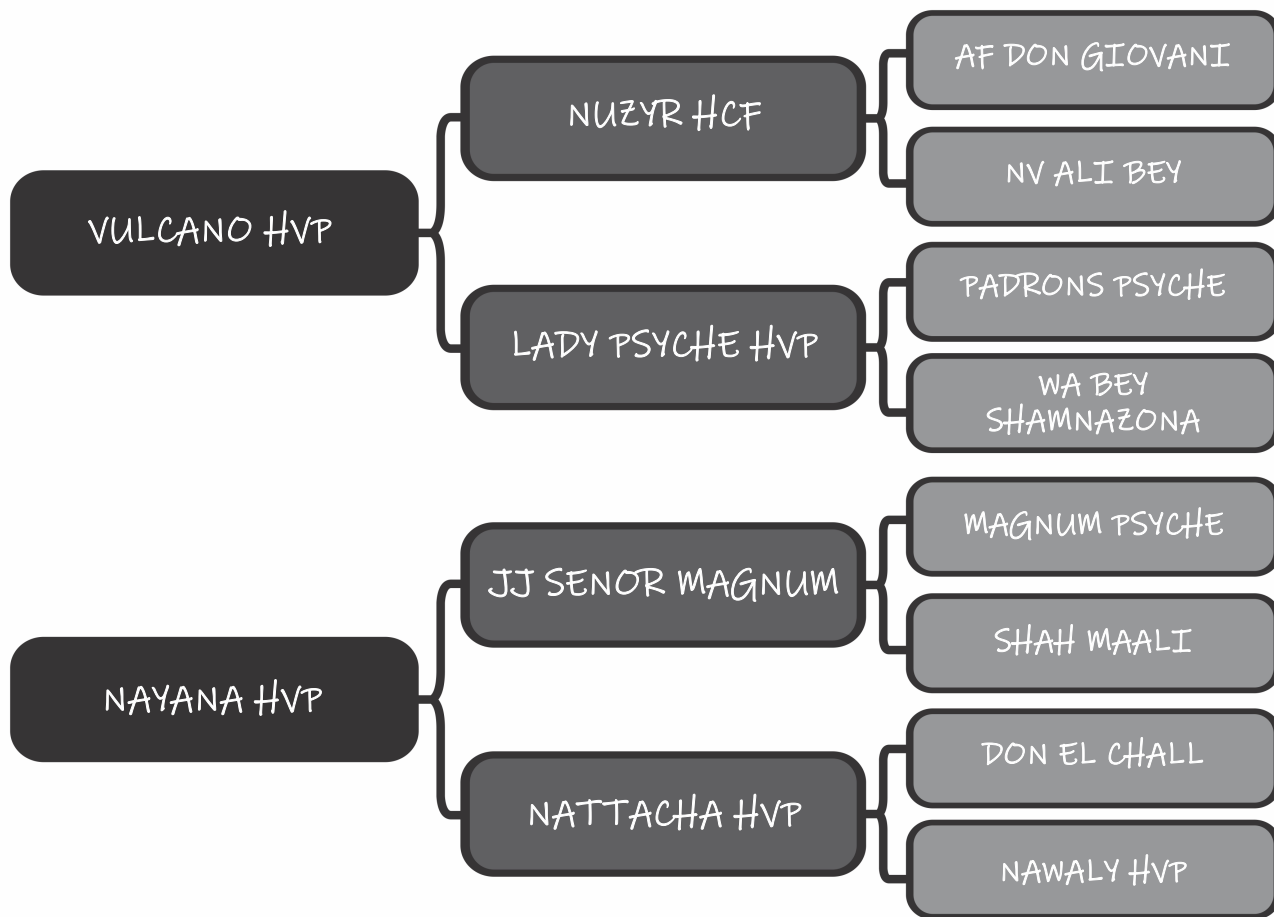 AF DON GIOVANI
NUZYR HCF
NV ALI BEY
VULCANO HVP
PADRONS PSYCHE
LADY PSYCHE HVP
WA BEY
SHAMNAZONA
MAGNUM PSYCHE
JJ SENOR MAGNUM
SHAH MAALI
NAYANA HVP
DON EL CHALL
NATTACHA HVP
NAWALY HVP